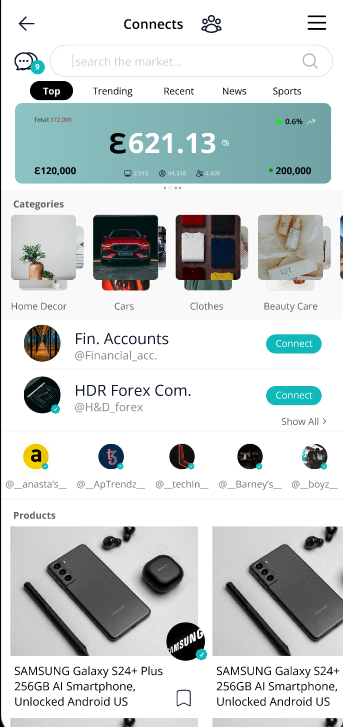 Connects
9
search the market...
Top Trending Recent News Sports
Total 572,000
0.6%
Ɛ621.13
Ɛ120,000
2,015 94,318 4,409
200,000
Categories
Home Decor Cars Clothes Beauty Care
Fin. Accounts
@Financial_acc.
Connect
HDR Forex Com.
@H&D_forex
Connect
Show All >
a
@__anasta's__ @__ApTrendz__ @__techin__ @__Barney's__ @__boyz__
Products
SAMSUNG
SAMSUNG Galaxy S24+ Plus
256GB AI Smartphone,
Unlocked Android US
SAMSUNG Galaxy S24+
256GB AI Smartphone,
Unlocked Android US